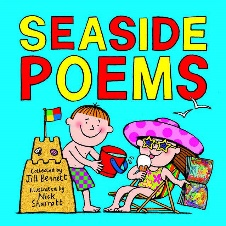 SEASIDE
POEMS
Collected by
Jill Bennett
Illustrated by
Nick
Sharratt